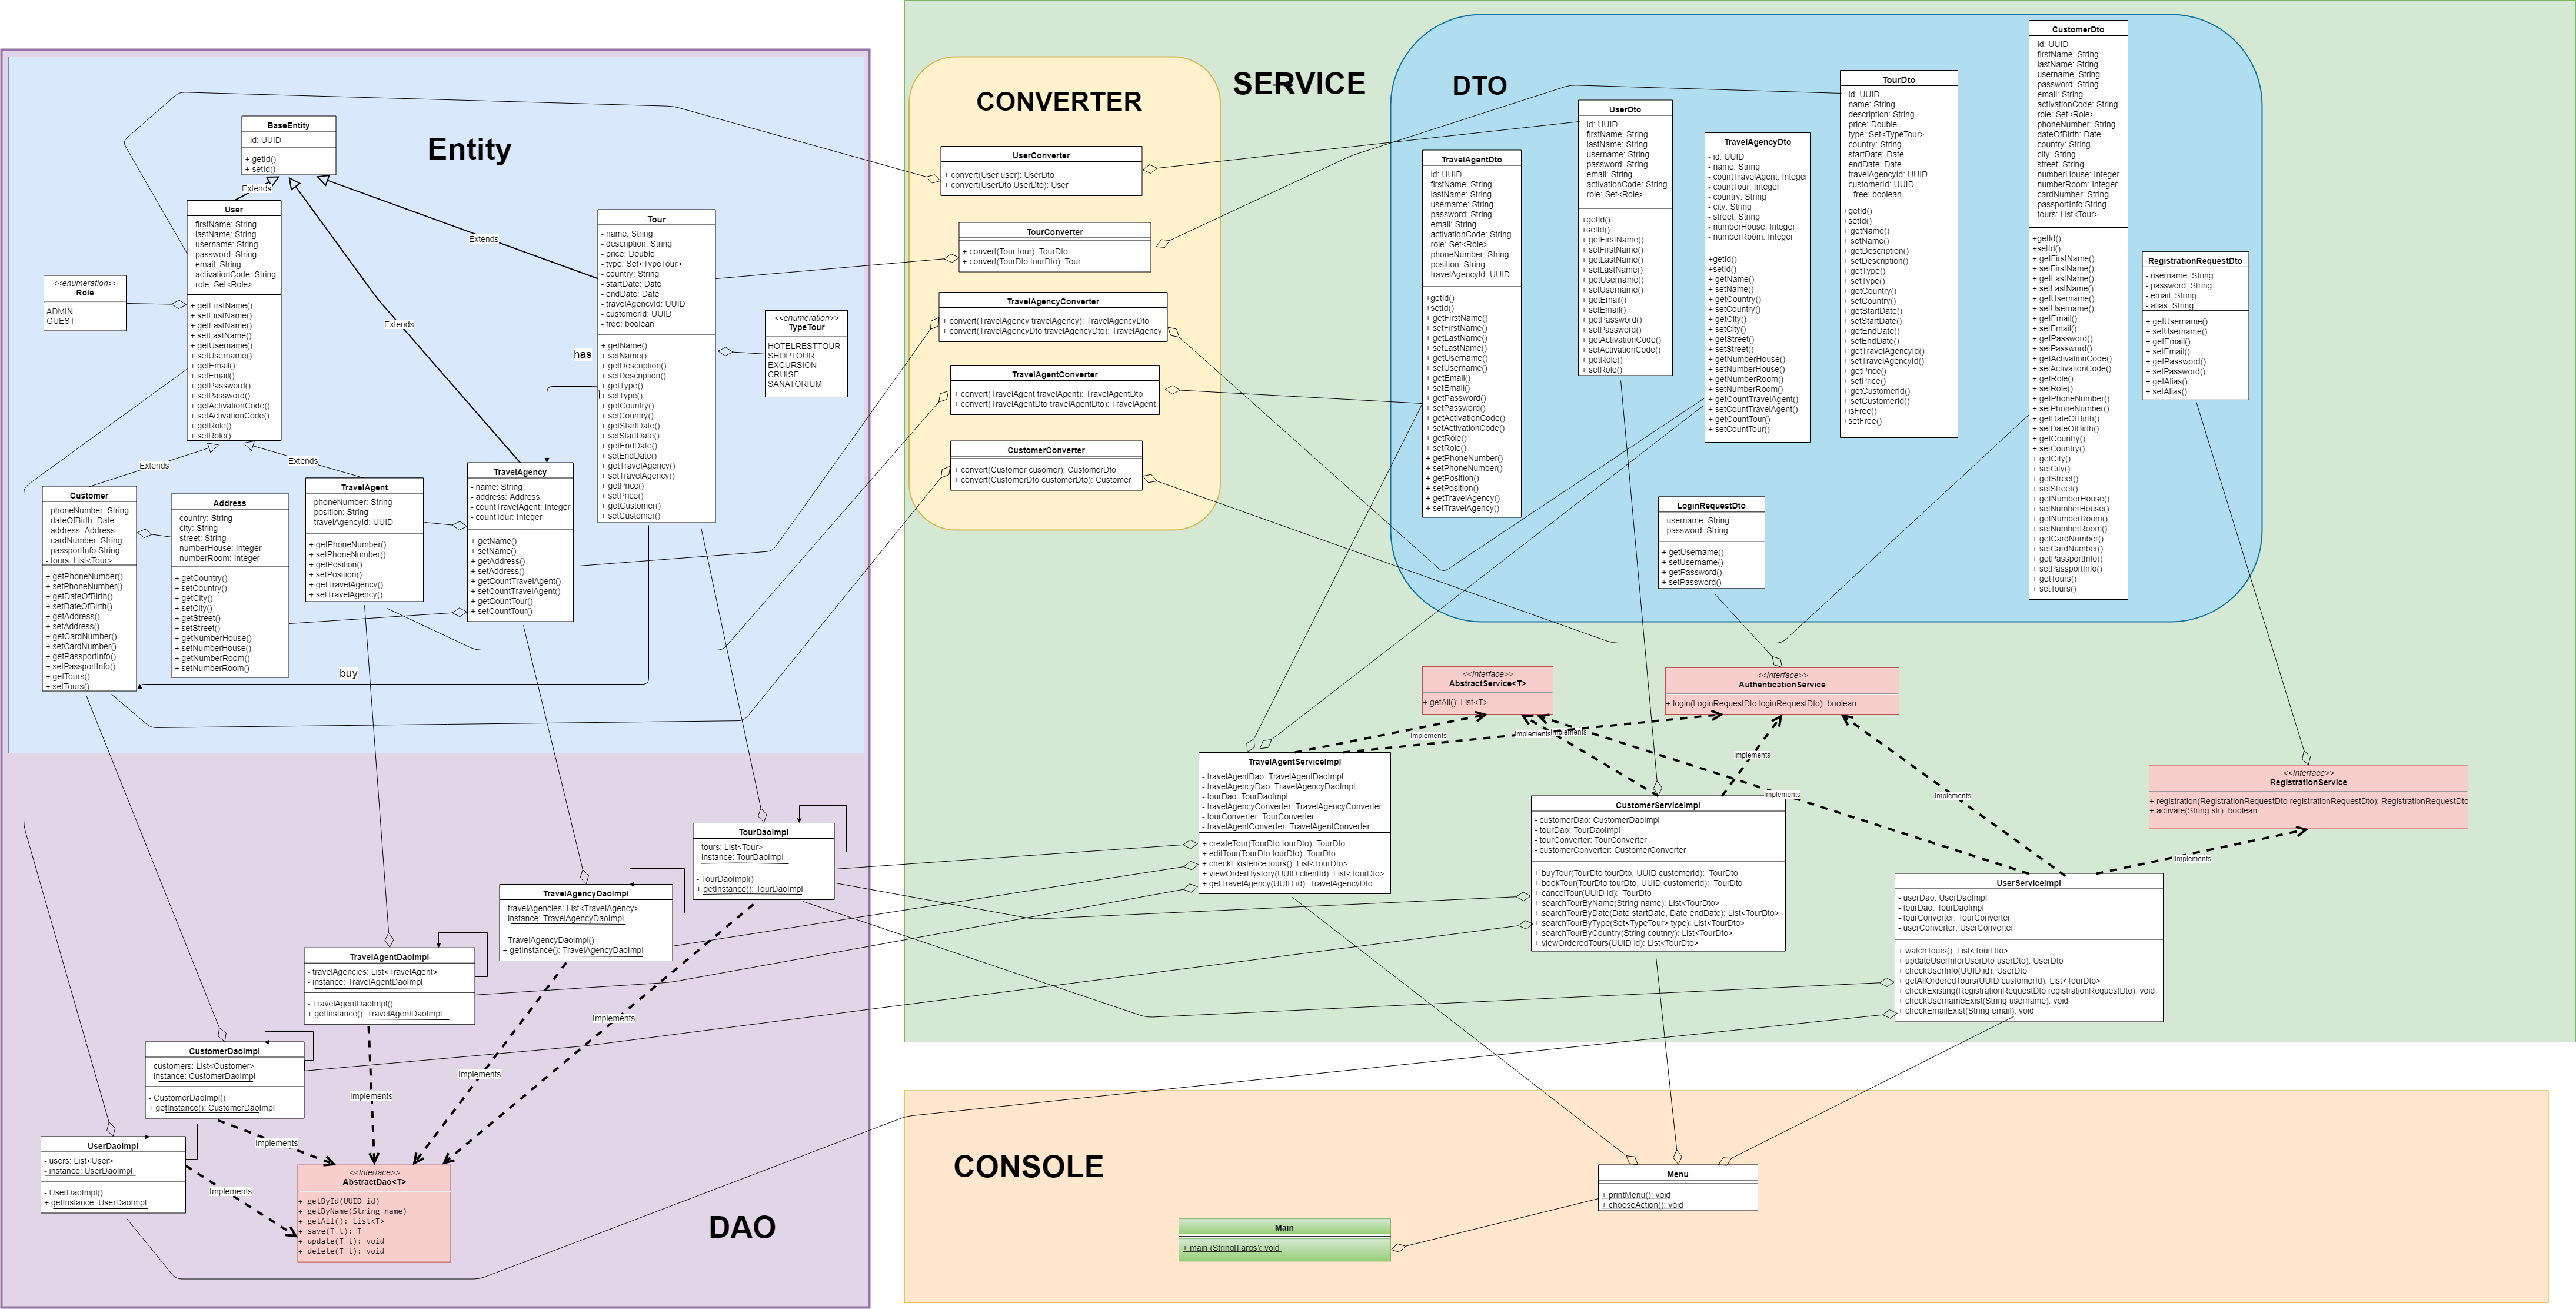 Entity
BaseEntity
- id: UUID
+ getId()
+ setId()
Extends
User
- firstName: String
- lastName: String
- username: String
- password: String
- email: String
- activationCode: String
- role: Set<Role>
+ getFirstName()
+ setFirstName()
+ getLastName()
+ setLastName()
+ getUsername()
+ setUsername()
+ getEmail()
+ setEmail()
+ getPassword()
+ setPassword()
+ getActivationCode()
+ setActivationCode()
+ getRole()
+ setRole()
<<enumeration>>
Role
ADMIN
GUEST
Extends
Extends
Extends
Extends
Tour
- name: String
- description: String
- price: Double
- type: Set<TypeTour>
- country: String
- startDate: Date
- endDate: Date
- travelAgencyId: UUID
- customerId: UUID
- free: boolean
+ getName()
+ setName()
+ getDescription()
+ setDescription()
+ getType()
+ setType()
+ getCountry()
+ setCountry()
+ getStartDate()
+ setStartDate()
+ getEndDate()
+ setEndDate()
+ getTravelAgency()
+ setTravelAgency()
+ getPrice()
+ setPrice()
+ getCustomer()
+ setCustomer()
<<enumeration>>
TypeTour
HOTELRESTTOUR
SHOPTOUR
EXCURSION
CRUISE
SANATORIUM
has
Customer
- phoneNumber: String
- dateOfBirth: Date
- address: Address
- cardNumber: String
- passportInfo:String
- tours: List<Tour>
+ getPhoneNumber()
+ setPhoneNumber()
+ getDateOfBirth()
+ setDateOfBirth()
+ getAddress()
+ setAddress()
+ getCardNumber()
+ setCardNumber()
+ getPassportInfo()
+ setPassportInfo()
+ getTours()
+ setTours()
Address
- country: String
- city: String
- street: String
- numberHouse: Integer
- numberRoom: Integer
+ getCountry()
+ setCountry()
+ getCity()
+ setCity()
+ getStreet()
+ setStreet()
+ getNumberHouse()
+ setNumberHouse()
+ getNumberRoom()
+ setNumberRoom()
TravelAgent
- phoneNumber: String
- position: String
- travelAgencyId: UUID
+ getPhoneNumber()
+ setPhoneNumber()
+ getPosition()
+ setPosition()
+ getTravelAgency()
+ setTravelAgency()
TravelAgency
- name: String
- address: Address
- countTravelAgent: Integer
- countTour: Integer
+ getName()
+ setName()
+ getAddress()
+ setAddress()
+ getCountTravelAgent()
+ setCountTravelAgent()
+ getCountTour()
+ setCountTour()
buy
TourDaoImpl
- tours: List<Tour>
- instance: TourDaoImpl
- TourDaoImpl()
+ getInstance(): TourDaoImpl
TravelAgencyDaoImpl
- travelAgencies: List<TravelAgency>
- instance: TravelAgencyDaoImpl
- TravelAgencyDaoImpl()
+ getInstance(): TravelAgencyDaoImpl
TravelAgentDaoImpl
- travelAgencies: List<TravelAgent>
- instance: TravelAgentDaoImpl
- TravelAgentDaoImpl()
+ getInstance(): TravelAgentDaoImpl
CustomerDaoImpl
- customers: List<Customer>
- instance: CustomerDaoImpl
- CustomerDaoImpl()
+ getInstance(): CustomerDaoImpl
UserDaoImpl
- users: List<User>
- instance: UserDaoImpl
- UserDaoImpl()
+ getInstance: UserDaoImpl
Implements
Implements
Implements
Implements
Implements
<<Interface>>
AbstractDao<T>
+ getById(UUID id)
+ getByName(String name)
+ getAll(): List<T>
+ save(T t): T
+ update(T t): void
+ delete(T t): void
DAO
CONVERTER
UserConverter
+ convert(User user): UserDto
+ convert(UserDto UserDto): User
TourConverter
+ convert(Tour tour): TourDto
+ convert(TourDto tourDto): Tour
TravelAgencyConverter
+ convert(TravelAgency travelAgency): TravelAgencyDto
+ convert(TravelAgencyDto travelAgencyDto): TravelAgency
TravelAgentConverter
+ convert(TravelAgent travelAgent): TravelAgentDto
+ convert(TravelAgentDto travelAgentDto): TravelAgent
CustomerConverter
+ convert(Customer cusomer): CustomerDto
+ convert(CustomerDto customerDto): Customer
SERVICE
DTO
TravelAgentDto
- id: UUID
- firstName: String
- lastName: String
- username: String
- password: String
- email: String
- activationCode: String
- role: Set<Role>
- phoneNumber: String
- position: String
- travelAgencyId: UUID
+getId()
+setId()
+ getFirstName()
+ setFirstName()
+ getLastName()
+ setLastName()
+ getUsername()
+ setUsername()
+ getEmail()
+ setEmail()
+ getPassword()
+ setPassword()
+ getActivationCode()
+ setActivationCode()
+ getRole()
+ setRole()
+ getPhoneNumber()
+ setPhoneNumber()
+ getPosition()
+ setPosition()
+ getTravelAgency()
+ setTravelAgency()
UserDto
- id: UUID
- firstName: String
- lastName: String
- username: String
- password: String
- email: String
- activationCode: String
- role: Set<Role>
+getId()
+setId()
+ getFirstName()
+ setFirstName()
+ getLastName()
+ setLastName()
+ getUsername()
+ setUsername()
+ getEmail()
+ setEmail()
+ getPassword()
+ setPassword()
+ getActivationCode()
+ setActivationCode()
+ getRole()
+ setRole()
TravelAgencyDto
- id: UUID
- name: String
- countTravelAgent: Integer
- countTour: Integer
- country: String
- city: String
- street: String
- numberHouse: Integer
- numberRoom: Integer
+getId()
+setId()
+ getName()
+ setName()
+ getCountry()
+ setCountry()
+ getCity()
+ setCity()
+ getStreet()
+ setStreet()
+ getNumberHouse()
+ setNumberHouse()
+ getNumberRoom()
+ setNumberRoom()
+ getCountTravelAgent()
+ setCountTravelAgent()
+ getCountTour()
+ setCountTour()
TourDto
- id: UUID
- name: String
- description: String
- price: Double
- type: Set<TypeTour>
- country: String
- startDate: Date
- endDate: Date
- travelAgencyId: UUID
- customerId: UUID
- - free: boolean
+getId()
+setId()
+ getName()
+ setName()
+ getDescription()
+ setDescription()
+ getType()
+ setType()
+ getCountry()
+ setCountry()
+ getStartDate()
+ setStartDate()
+ getEndDate()
+ setEndDate()
+ getTravelAgencyId()
+ setTravelAgencyId()
+ getPrice()
+ setPrice()
+ getCustomerId()
+ setCustomerId()
+isFree()
+setFree()
CustomerDto
- id: UUID
- firstName: String
- lastName: String
- username: String
- password: String
- email: String
- activationCode: String
- role: Set<Role>
- phoneNumber: String
- dateOfBirth: Date
- country: String
- city: String
- street: String
- numberHouse: Integer
- numberRoom: Integer
- cardNumber: String
- passportInfo:String
- tours: List<Tour>
+getId()
+setId()
+ getFirstName()
+ setFirstName()
+ getLastName()
+ setLastName()
+ getUsername()
+ setUsername()
+ getEmail()
+ setEmail()
+ getPassword()
+ setPassword()
+ getActivationCode()
+ setActivationCode()
+ getRole()
+ setRole()
+ getPhoneNumber()
+ setPhoneNumber()
+ getDateOfBirth()
+ setDateOfBirth()
+ getCountry()
+ setCountry()
+ getCity()
+ setCity()
+ getStreet()
+ setStreet()
+ getNumberHouse()
+ setNumberHouse()
+ getNumberRoom()
+ setNumberRoom()
+ getCardNumber()
+ setCardNumber()
+ getPassportInfo()
+ setPassportInfo()
+ getTours()
+ setTours()
RegistrationRequestDto
- username: String
- password: String
- email: String
- alias: String
+ getUsername()
+ setUsername()
+ getEmail()
+ setEmail()
+ getPassword()
+ setPassword()
+ getAlias()
+ setAlias()
LoginRequestDto
- username: String
- password: String
+ getUsername()
+ setUsername()
+ getPassword()
+ setPassword()
<<Interface>>
AbstractService<T>
+ getAll(): List<T>
<<Interface>>
AuthenticationService
+ login(LoginRequestDto loginRequestDto): boolean
Implements
Implements
Implements
Implements
Implements
Implements
Implements
<<Interface>>
RegistrationService
+ registration(RegistrationRequestDto registrationRequestDto): RegistrationRequestDto
+ activate(String str): boolean
TravelAgentServiceImpl
- travelAgentDao: TravelAgentDaoImpl
- travelAgencyDao: TravelAgencyDaoImpl
- tourDao: TourDaoImpl
- travelAgencyConverter: TravelAgencyConverter
- tourConverter: TourConverter
- travelAgentConverter: TravelAgentConverter
+ createTour(TourDto tourDto): TourDto
+ editTour(TourDto tourDto): TourDto
+ checkExistenceTours(): List<TourDto>
+ viewOrderHystory(UUID clientId): List<TourDto>
+ getTravelAgency(UUID id): TravelAgencyDto
CustomerServiceImpl
- customerDao: CustomerDaoImpl
- tourDao: TourDaoImpl
- tourConverter: TourConverter
- customerConverter: CustomerConverter
+ buyTour(TourDto tourDto, UUID customerId): TourDto
+ bookTour(TourDto tourDto, UUID customerId): TourDto
+ cancelTour(UUID id): TourDto
+ searchTourByName(String name): List<TourDto>
+ searchTourByDate(Date startDate, Date endDate): List<TourDto>
+ searchTourByType(Set<TypeTour> type): List<TourDto>
+ searchTourByCountry(String coutnry): List<TourDto>
+ viewOrderedTours(UUID id): List<TourDto>
UserServiceImpl
- userDao: UserDaoImpl
- tourDao: TourDaoImpl
- tourConverter: TourConverter
- userConverter: UserConverter
+ watchTours(): List<TourDto>
+ updateUserInfo(UserDto userDto): UserDto
+ checkUserInfo(UUID id): UserDto
+ getAllOrderedTours(UUID customerId): List<TourDto>
+ checkExisting(RegistrationRequestDto registrationRequestDto): void
+ checkUsernameExist(String username): void
+ checkEmailExist(String email): void
CONSOLE
Menu
+ printMenu(): void
+ chooseAction(): void
Main
+ main (String[] args): void